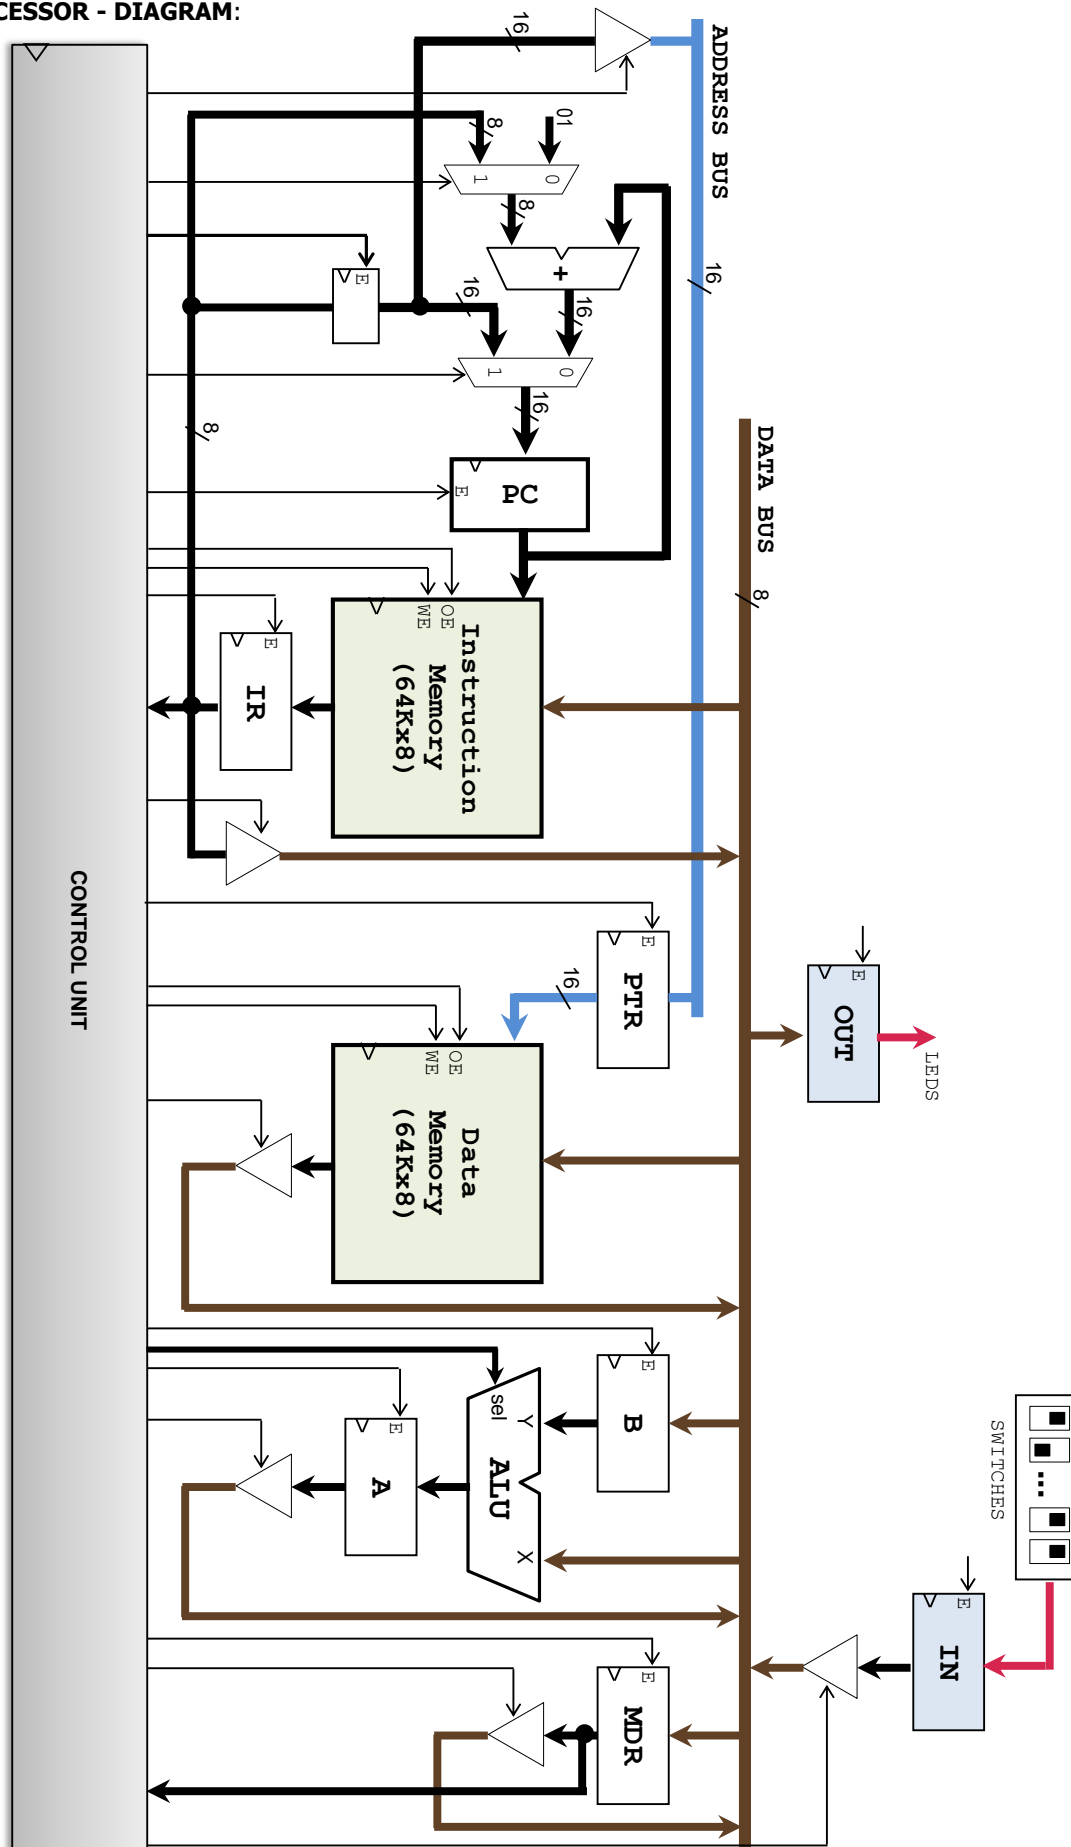 CESSOR - DIAGRAM:
16
ADDRESS BUS
01
8
1
0
8
+
16
E
16
16
1
0
16
8
PC
E
DATA BUS
8
OE
WE
Instruction
Memory
(64Kx8)
E
IR
CONTROL UNIT
E
PTR
16
E
OUT
LEDS
OE
WE
Data
Memory
(64Kx8)
E
B
sel
Y
ALU
X
E
A
SWITCHES
...
E
IN
E
MDR